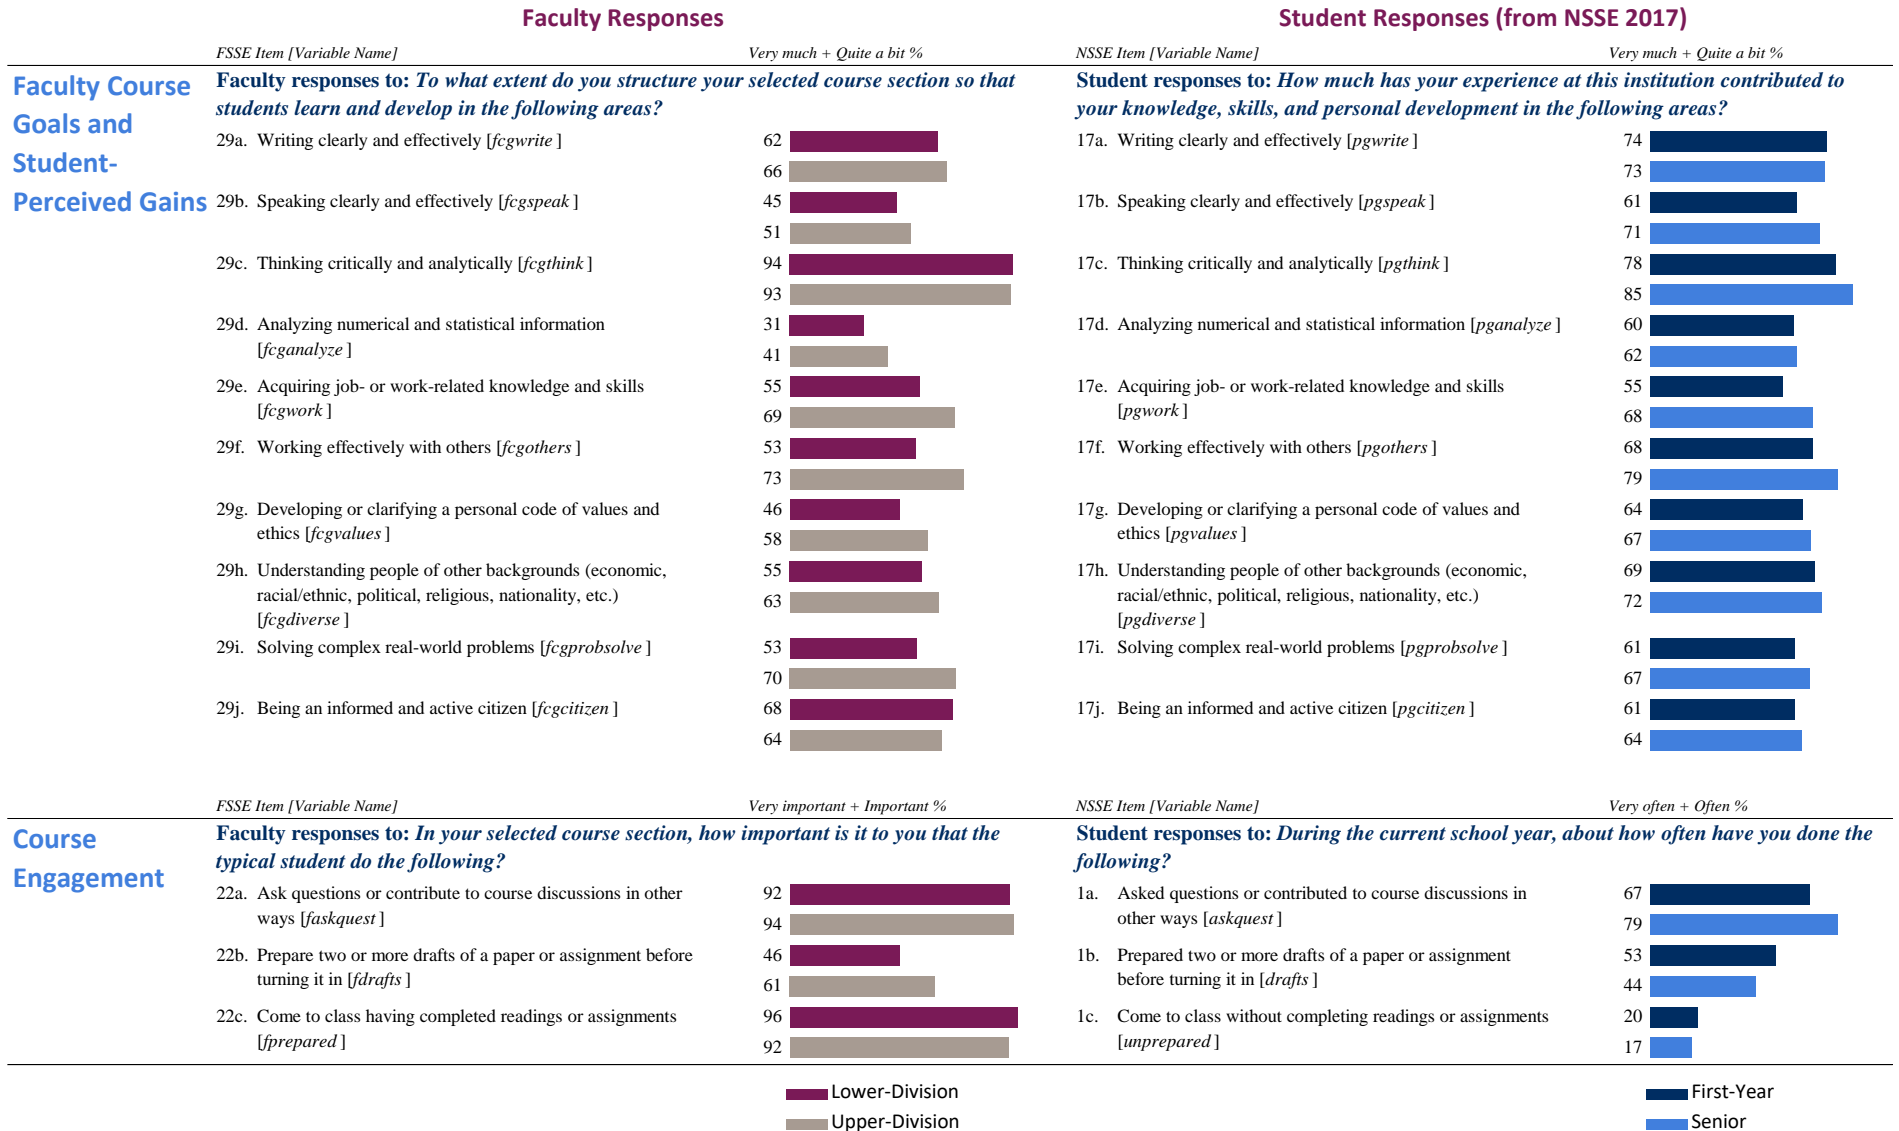 Faculty Responses
Student Responses (from NSSE 2017)
FSSE Item [Variable Name]
Very much + Quite a bit %
NSSE Item [Variable Name]
Very much + Quite a bit %
Faculty Course
Goals and
Student-
Perceived Gains
Faculty responses to: To what extent do you structure your selected course section so that
students learn and develop in the following areas?
Student responses to: How much has your experience at this institution contributed to
your knowledge, skills, and personal development in the following areas?
29a. Writing clearly and effectively [fcgwrite ]
62
66
17a. Writing clearly and effectively [pgwrite ]
74
73
29b. Speaking clearly and effectively [fcgspeak ]
45
51
17b. Speaking clearly and effectively [pgspeak ]
61
71
29c. Thinking critically and analytically [fcgthink ]
94
93
17c. Thinking critically and analytically [pgthink ]
78
85
29d. Analyzing numerical and statistical information
[fcganalyze ]
31
41
17d. Analyzing numerical and statistical information [pganalyze ]
60
62
29e. Acquiring job- or work-related knowledge and skills
[fcgwork ]
55
69
17e. Acquiring job- or work-related knowledge and skills
[pgwork ]
55
68
29f. Working effectively with others [fcgothers ]
53
73
17f. Working effectively with others [pgothers ]
68
79
29g. Developing or clarifying a personal code of values and
ethics [fcgvalues ]
46
58
17g. Developing or clarifying a personal code of values and
ethics [pgvalues ]
64
67
29h. Understanding people of other backgrounds (economic,
racial/ethnic, political, religious, nationality, etc.)
[fcgdiverse ]
55
63
17h. Understanding people of other backgrounds (economic,
racial/ethnic, political, religious, nationality, etc.)
[pgdiverse ]
69
72
29i. Solving complex real-world problems [fcgprobsolve ]
53
70
17i. Solving complex real-world problems [pgprobsolve ]
61
67
29j. Being an informed and active citizen [fcgcitizen ]
68
64
17j. Being an informed and active citizen [pgcitizen ]
61
64
FSSE Item [Variable Name]
Very important + Important %
NSSE Item [Variable Name]
Very often + Often %
Course
Engagement
Faculty responses to: In your selected course section, how important is it to you that the
typical student do the following?
Student responses to: During the current school year, about how often have you done the
following?
22a. Ask questions or contribute to course discussions in other
ways [faskquest ]
92
94
1a. Asked questions or contributed to course discussions in
other ways [askquest ]
67
79
22b. Prepare two or more drafts of a paper or assignment before
turning it in [fdrafts ]
46
61
1b. Prepared two or more drafts of a paper or assignment
before turning it in [drafts ]
53
44
22c. Come to class having completed readings or assignments
[fprepared ]
96
92
1c. Come to class without completing readings or assignments
[unprepared ]
20
17
Lower-Division
Upper-Division
First-Year
Senior